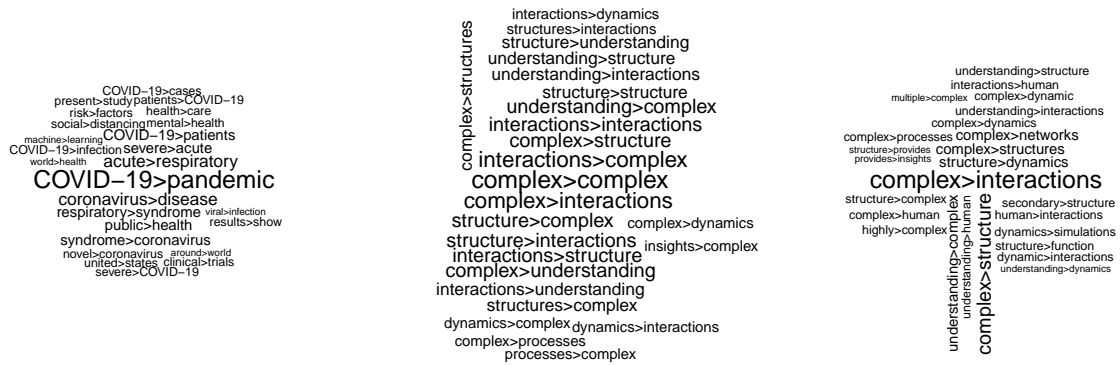 COVID−19>cases
present>study patients>COVID−19
risk>factors health>care
social>distancing mental>health
machine>learning COVID−19>patients
COVID−19>infection severe>acute
world>health acute>respiratory
COVID−19>pandemic
coronavirus>disease
respiratory>syndrome viral>infection
public>health results>show
syndrome>coronavirus
novel>coronavirus around>world
united>states clinical>trials
severe>COVID−19
interactions>dynamics
structures>interactions
structure>understanding
complex>structures
understanding>structure
understanding>interactions
structure>structure
understanding>complex
interactions>interactions
complex>structure
interactions>complex
complex>complex
complex>interactions
structure>complex complex>dynamics
structure>interactions insights>complex
interactions>structure
complex>understanding
interactions>understanding
structures>complex
dynamics>complex dynamics>interactions
complex>processes
processes>complex
understanding>structure
interactions>human
multiple>complex complex>dynamic
understanding>interactions
complex>dynamics
complex>processes complex>networks
structure>provides complex>structures
provides>insights structure>dynamics
complex>interactions
structure>complex secondary>structure
complex>human human>interactions
highly>complex dynamics>simulations
understanding>complex
understanding>human
complex>structure
structure>function
dynamic>interactions
understanding>dynamics